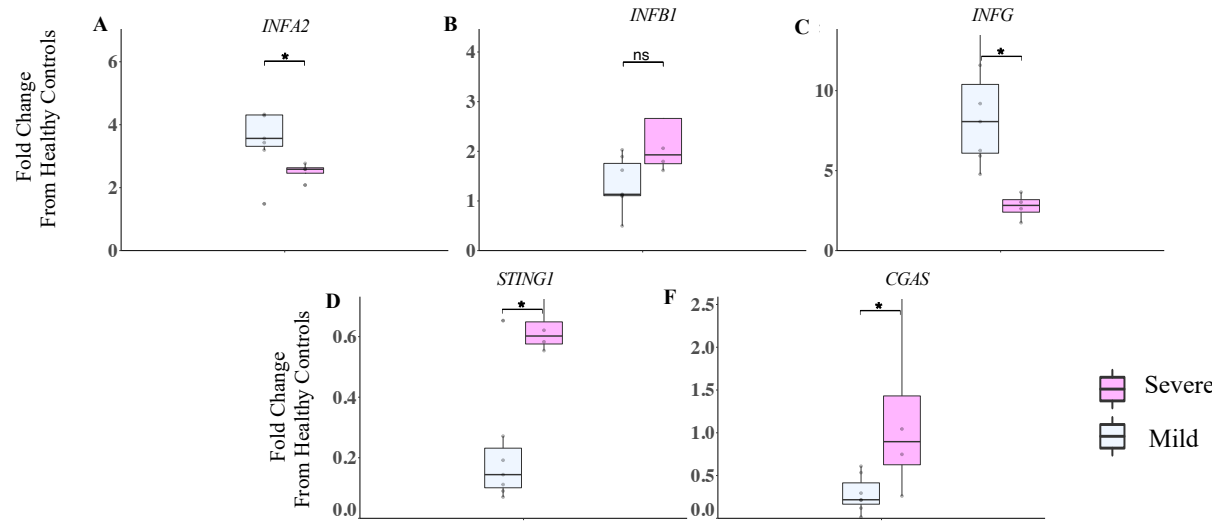 A
INFA2
*
6
4
2
0
B
INFB1
ns
4
3
2
1
0
C
INFG
*
10
5
0
Fold Change
From Healthy Controls
D
STING1
*
0.6
0.4
0.2
0.0
F
CGAS
*
2.5
2.0
1.5
1.0
0.5
0.0
Fold Change
From Healthy Controls
Severe
Mild